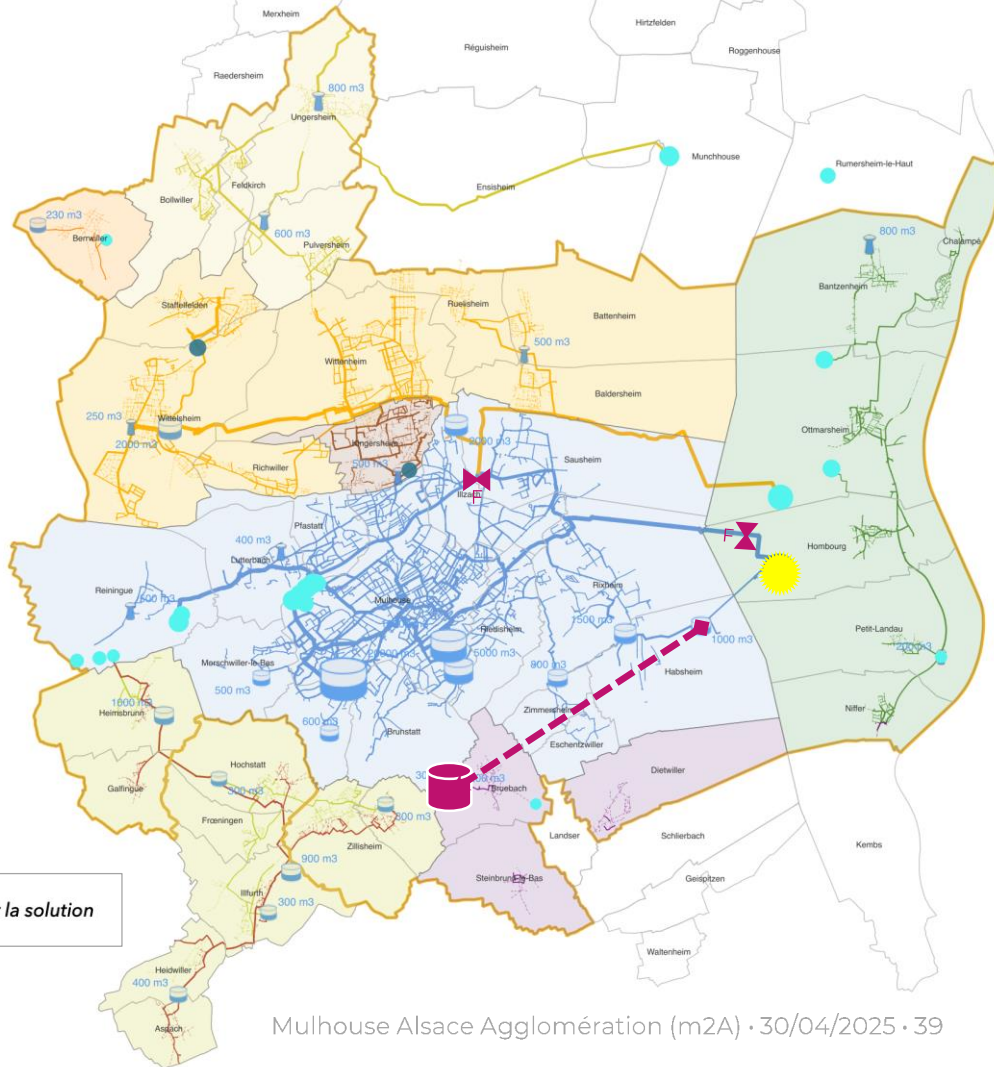 Merxheim
Hirtzfelden
Réguisheim
Roggenhouse
Raedersheim
800 m3
Ungersheim
Munchhouse
Rumersheim-le-Haut
Feldkirch
Ensisheim
Bollwiller
230 m3
Berrwiller
600 m3
Pulversheim
800 m3
Chalampé
Bantzenheim
Staffelfelden
Ruelisheim
Battenheim
500 m3
Wittenheim
Baldersheim
250 m3
Wittelsheim
2000 m3
Ottmarsheim
Kingersheim
Richwiller
500 m3
Sausheim
Illzach
F
Pfastatt
F
Hombourg
400 m3
Lutterbach
Reiningue
Rixheim
Mulhouse
Riedisheim
1500 m3
1000 m3
Petit-Landau
200 m3
Morschwiller-le-Bas
5000 m3
900 m3
Habsheim
500 m3
Zimmersheim
Niffer
Heimsbrunn
600 m3
Brunstatt
Eschentzwiller
Hochstatt
Dietwiller
Galfingue
300 m3
Bruebach
Frœningen
300 m3
Zillisheim
Landser
Schlierbach
Kembs
900 m3
Steinbrunn-le-Bas
Geispitzen
Illfurth
300 m3
la solution
Waltenheim
Heidwiller
400 m3
Aspach
Mulhouse Alsace Agglomération (m2A) • 30/04/2025 • 39